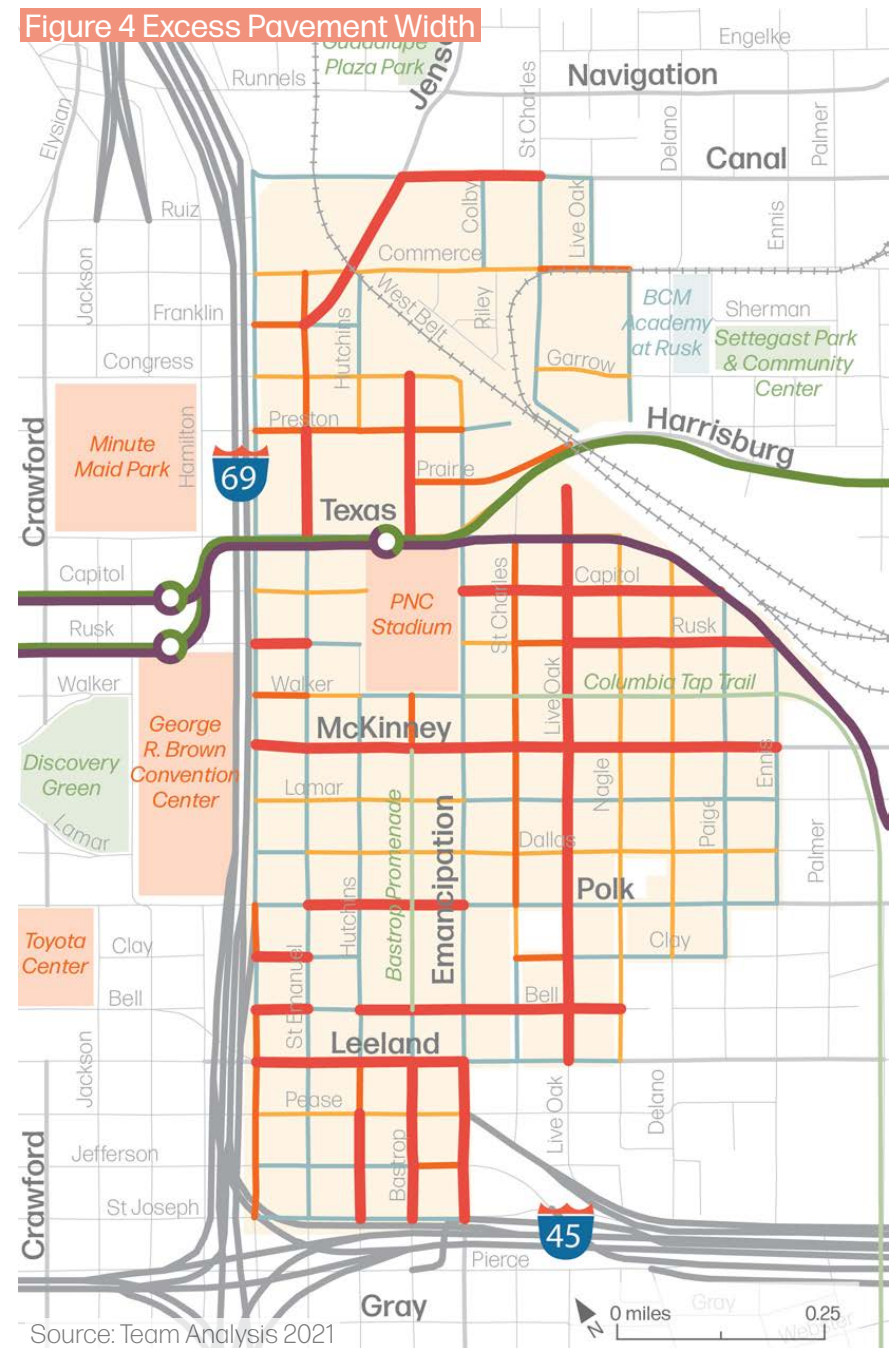 Figure 4 Excess Pavement Width
Guadalupe
Plaza Park
Engelke
Runnels
Navigation
St Charles
Elysian
Delano
Palmer
Canal
Ruiz
Colby
Live Oak
Ennis
Jackson
Commerce
West Belt
Riley
BCM
Academy
at Rusk
Franklin
Hutchins
Sherman
Settegast Park
& Community
Center
Congress
Garrow
Crawford
Minute
Maid Park
Hamilton
Preston
Harrisburg
69
Prairie
Texas
Capitol
PNC
Stadium
St Charles
Capitol
Rusk
Rusk
Walker
Walker
Live Oak
Columbia Tap Trail
George
R. Brown
Convention
Center
McKinney
Discovery
Green
Lamar
Lamar
Bastrop Promenade
Emancipation
Nagle
Ennis
Paige
Dallas
Palmer
Polk
Hutchins
Toyota
Center
Clay
Clay
St Emanuel
Bell
Bell
Leeland
Jackson
Pease
Live Oak
Delano
Crawford
Jefferson
Bastrop
St Joseph
45
Pierce
Gray
Gray
N
0 miles
0.25
Webster
Source: Team Analysis 2021